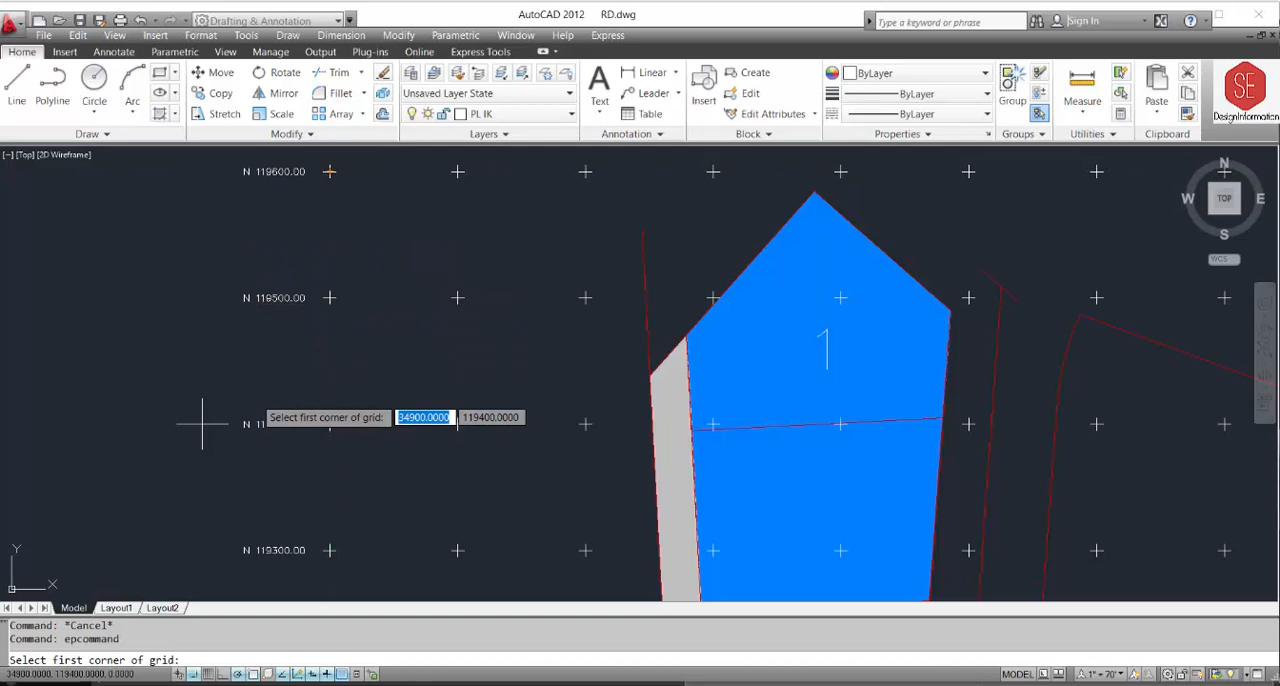 Drafting & Annotation
AutoCAD 2012 RD.dwg
Type a keyword or phrase
Sign In
File Edit View Insert Format Tools Draw Dimension Modify Parametric Window Help Express
Home Insert Annotate Parametric View Manage Output Plug-ins Online Express Tools
Line Polyline Circle Arc
Move Rotate Trim
Copy Mirror Fillet
Stretch Scale Array
Unsaved Layer State
PL IK
Text
Linear
Leader
Table
Insert
Create
Edit
Edit Attributes
ByLayer
ByLayer
ByLayer
Group
Measure
Paste
SE
DesignInformation
Draw Modify Layers Annotation Block Properties Groups Utilities Clipboard
[−] [Top] [2D Wireframe]
N 119600.00
N
W TOP E
S
WCS
N 119500.00
1
Select first corner of grid: 34900.0000 119400.0000
N 11
N 119300.00
Y
X
Model Layout1 Layout2
Command: *Cancel*
Command: epcommand
Select first corner of grid:
34900.0000, 119400.0000, 0.0000
MODEL
1" = 70'